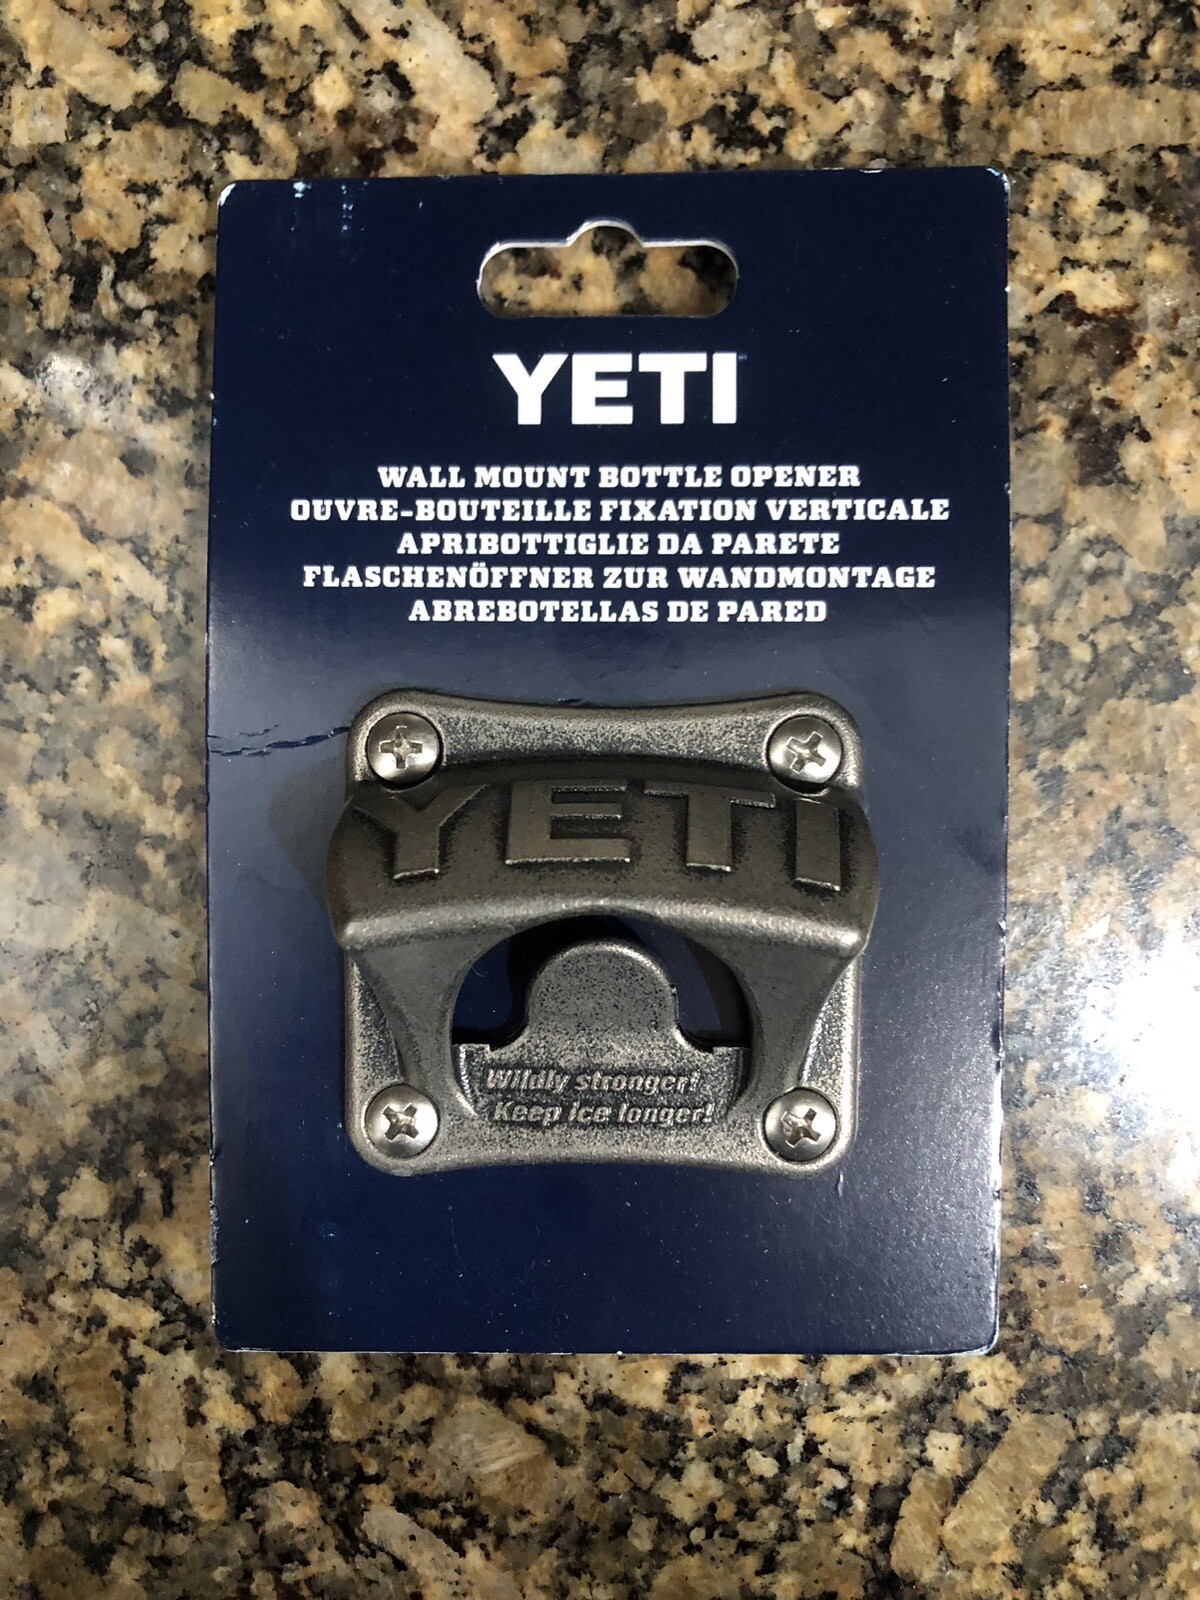 YETI
WALL MOUNT BOTTLE OPENER
OUVRE-BOUTEILLE FIXATION VERTICALE
APRIBOTTIGLIE DA PARETE
FLASCHENÖFFNER ZUR WANDMONTAGE
ABREBOTELLAS DE PARED
YETI
Wildly stronger!
Keep ice longer!